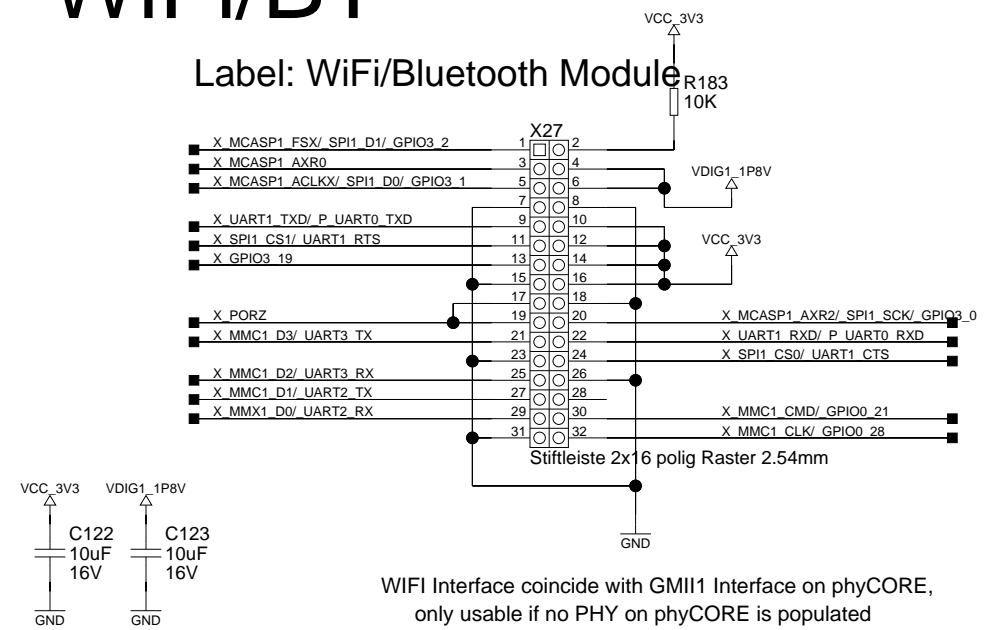 WiFi/BT
VCC_3V3
Label: WiFi/Bluetooth Module
R183
10K
X27
X_MCASP1_FSX/_SPI1_D1/_GPIO3_2
1
2
X_MCASP1_AXR0
3
4
VDIG1_1P8V
X_MCASP1_ACLKX/_SPI1_D0/_GPIO3_1
5
6
7
8
X_UART1_TXD/_P_UART0_TXD
9
10
X_SPI1_CS1/_UART1_RTS
11
12
VCC_3V3
X_GPIO3_19
13
14
15
16
17
18
X_PORZ
19
20
X_MCASP1_AXR2/_SPI1_SCK/_GPIO3_0
X_MMC1_D3/_UART3_TX
21
22
X_UART1_RXD/_P_UART0_RXD
23
24
X_SPI1_CS0/_UART1_CTS
X_MMC1_D2/_UART3_RX
25
26
X_MMC1_D1/_UART2_TX
27
28
X_MMX1_D0/_UART2_RX
29
30
X_MMC1_CMD/_GPIO0_21
31
32
X_MMC1_CLK/_GPIO0_28
Stiftleiste 2x16 polig Raster 2.54mm
VCC_3V3
VDIG1_1P8V
C122
10uF
16V
C123
10uF
16V
GND
GND
GND
WIFI Interface coincide with GMII1 Interface on phyCORE,
only usable if no PHY on phyCORE is populated